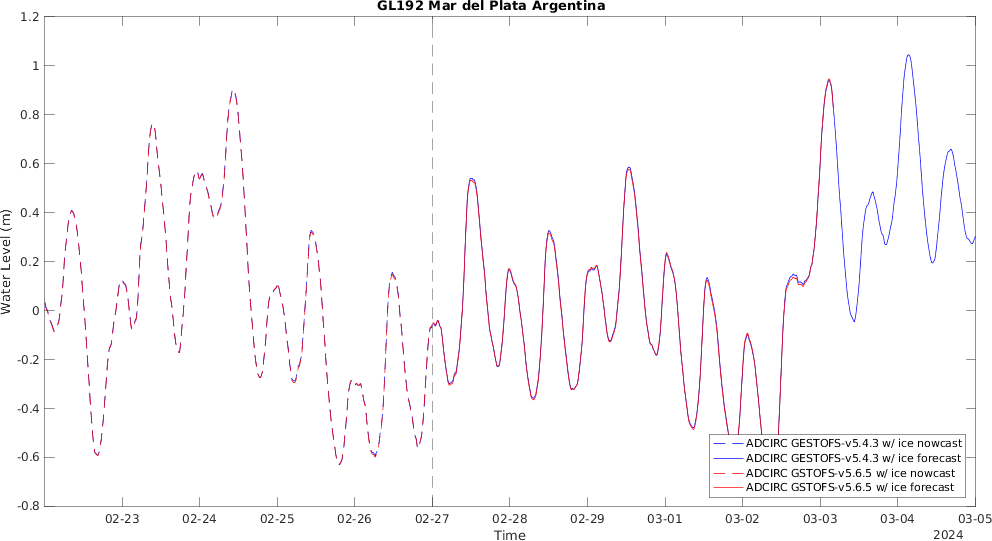 GL192 Mar del Plata Argentina
1.2
1
0.8
0.6
0.4
0.2
0
-0.2
-0.4
-0.6
-0.8
Water Level (m)
ADCIRC GESTOFS-v5.4.3 w/ ice nowcast
ADCIRC GESTOFS-v5.4.3 w/ ice forecast
ADCIRC GSTOFS-v5.6.5 w/ ice nowcast
ADCIRC GSTOFS-v5.6.5 w/ ice forecast
02-23 02-24 02-25 02-26 02-27 02-28 02-29 03-01 03-02 03-03 03-04 03-05
Time
2024